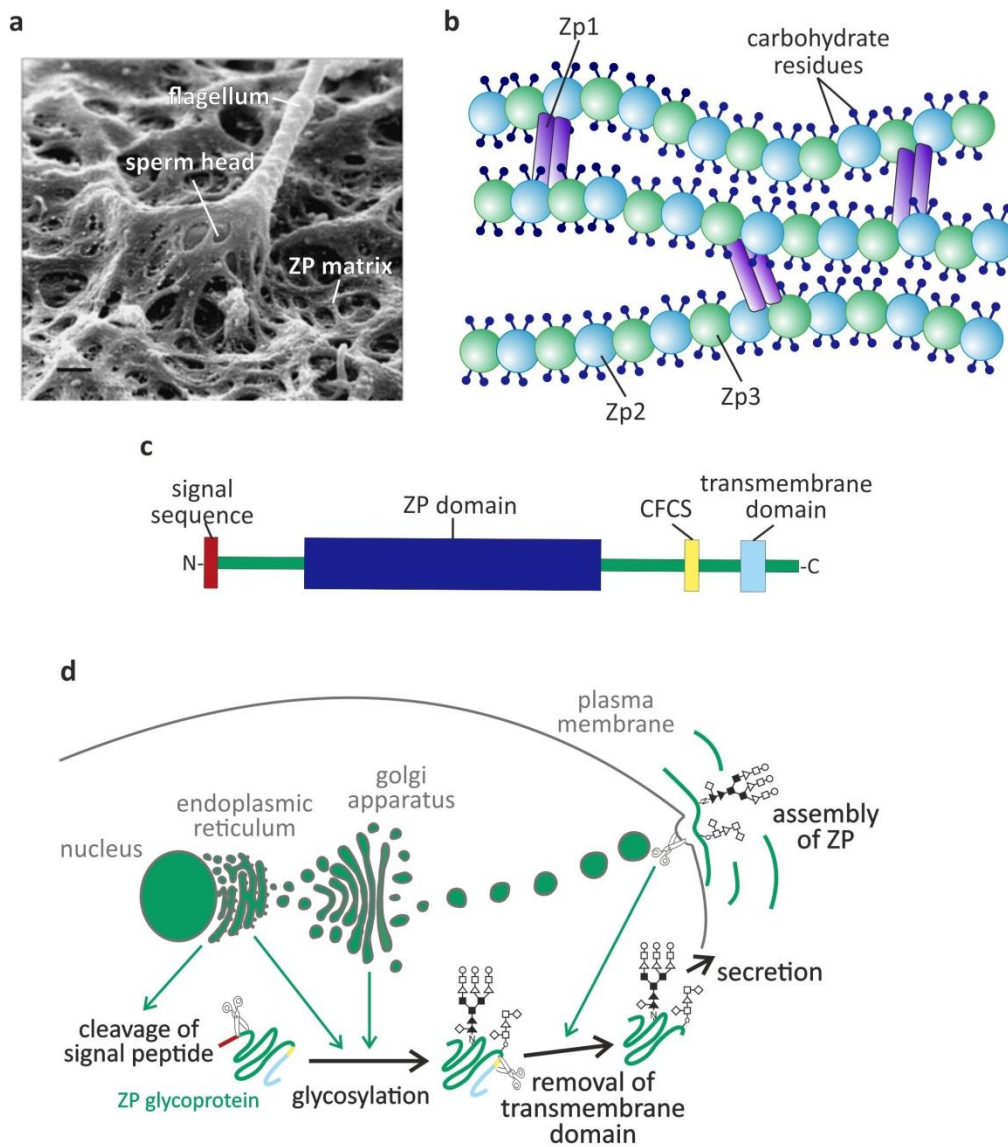 a
flagellum
sperm head
ZP matrix
b
Zp1
carbohydrate
residues
Zp2
Zp3
c
signal
sequence
ZP domain
CFCS
transmembrane
domain
N-
-C
d
plasma
membrane
golgi
apparatus
endoplasmic
reticulum
nucleus
assembly
of ZP
secretion
cleavage of
signal peptide
ZP glycoprotein
glycosylation
removal of
transmembrane
domain
N
N